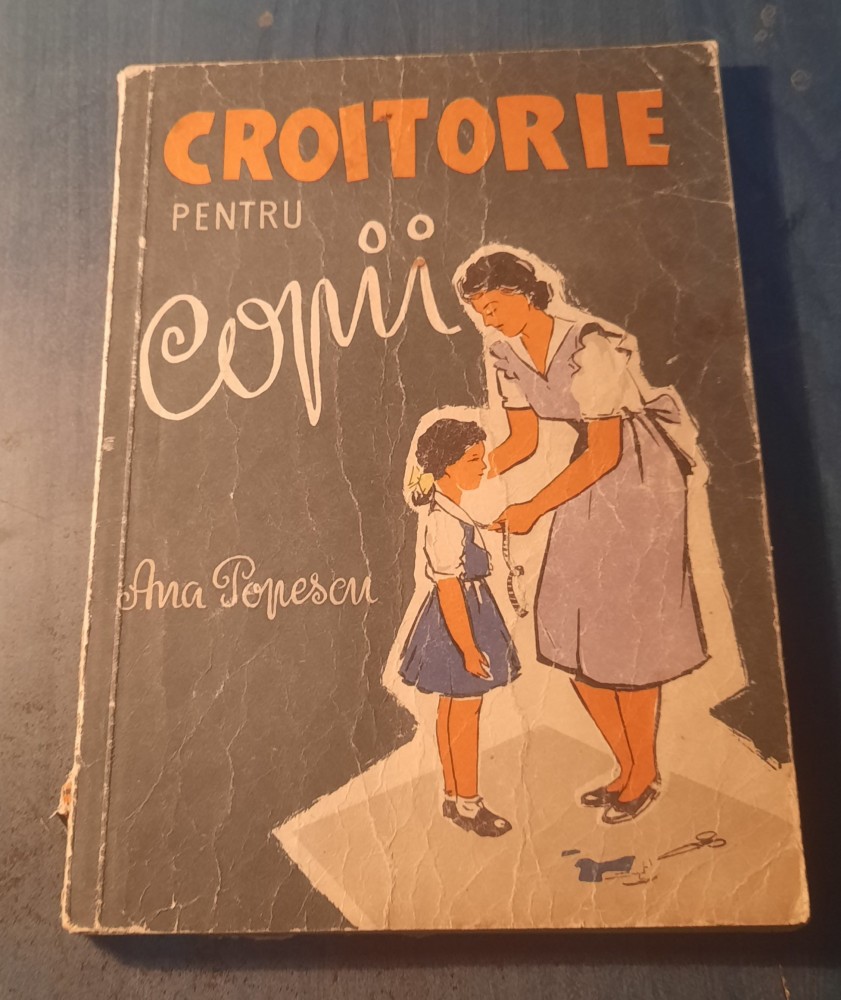 CROITORIE
PENTRU
Copii
Ana Popescu